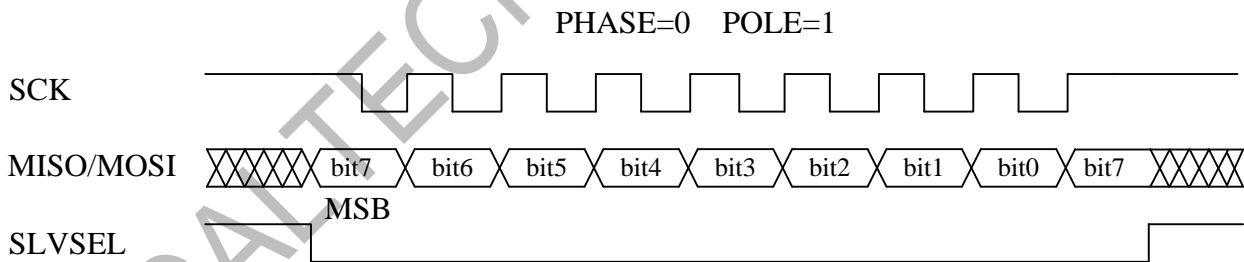 PHASE=0 POLE=1
SCK
MISO/MOSI bit7 bit6 bit5 bit4 bit3 bit2 bit1 bit0 bit7
MSB
SLVSEL